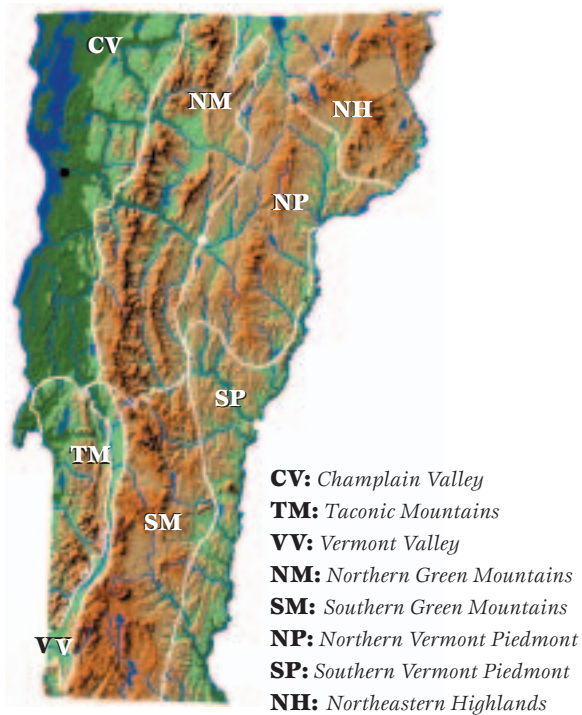 CV
NM
NH
NP
SP
TM
SM
VV
CV: Champlain Valley
TM: Taconic Mountains
VV: Vermont Valley
NM: Northern Green Mountains
SM: Southern Green Mountains
NP: Northern Vermont Piedmont
SP: Southern Vermont Piedmont
NH: Northeastern Highlands